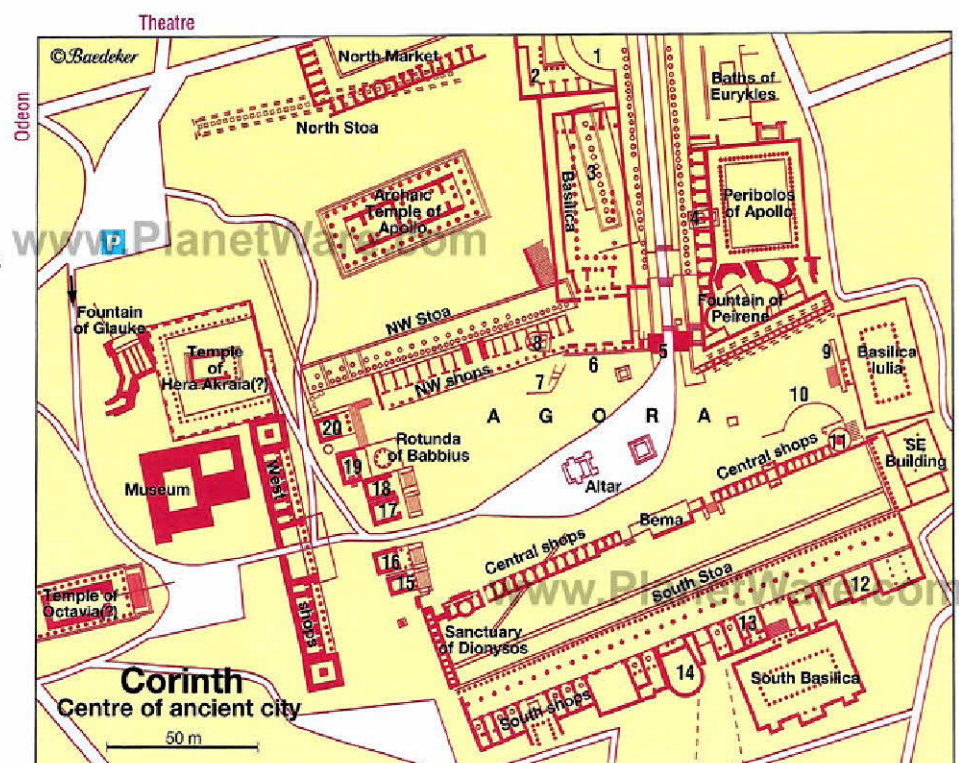 Theatre
Odeon
©Baedeker
North Market
North Stoa
1
2
Baths of
Eurykles
Basilica
3
4
Peribolos
of Apollo
Archaic
Temple of
Apollo
www.PlanetWare.com
P
Fountain
of Glauke
Temple
of
Hera Akraia(?)
NW Stoa
NW shops
8
7
6
5
Fountain of
Peirene
9
Basilica
Iulia
10
A G O R A
20
Rotunda
of Babbius
19
18
17
Museum
West
shops
Altar
Central shops
11
SE
Building
Bema
16
15
Central shops
South Stoa
www.PlanetWare.com
12
Temple of
Octavia(?)
Sanctuary
of Dionysos
13
14
South Basilica
South shops
Corinth
Centre of ancient city
50 m